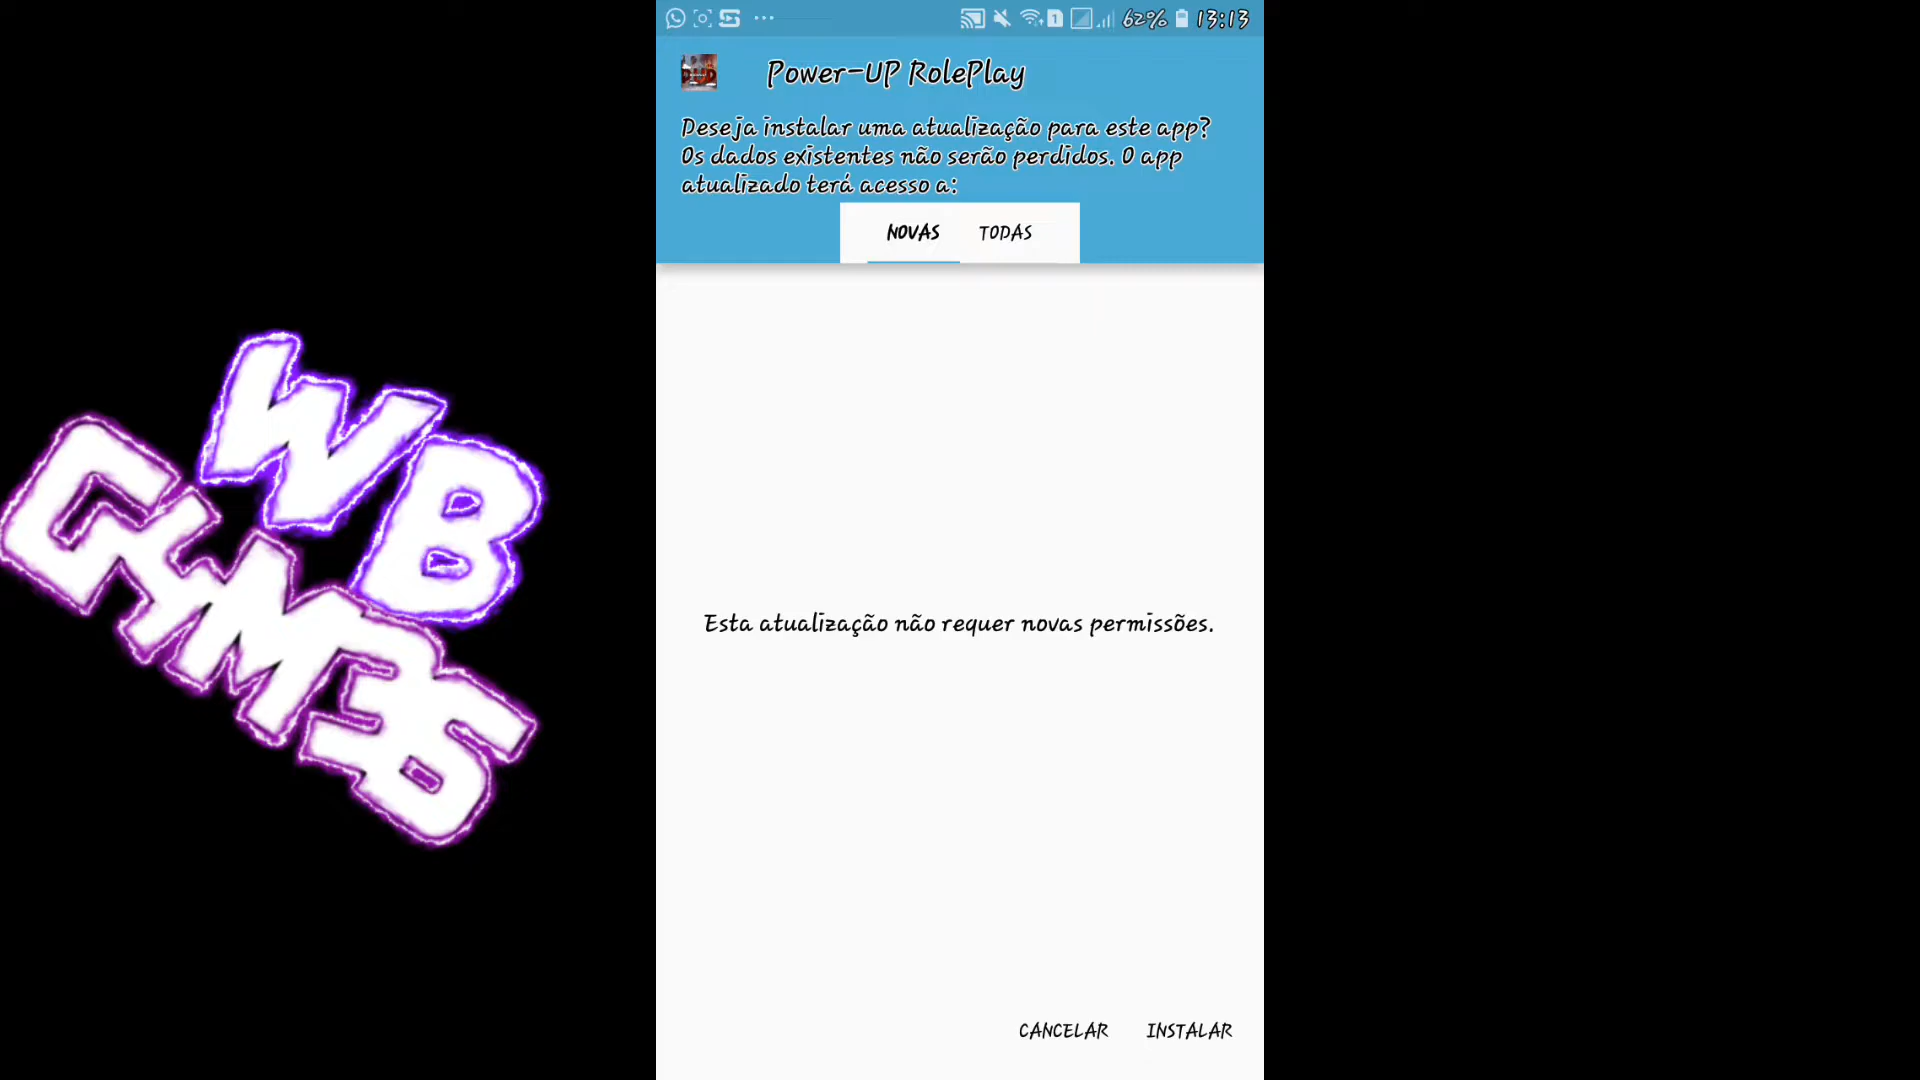 62% 13:13
Power-UP RolePlay
Deseja instalar uma atualização para este app?
Os dados existentes não serão perdidos. O app
atualizado terá acesso a:
NOVAS TODAS
WB
Esta atualização não requer novas permissões.
CANCELAR INSTALAR